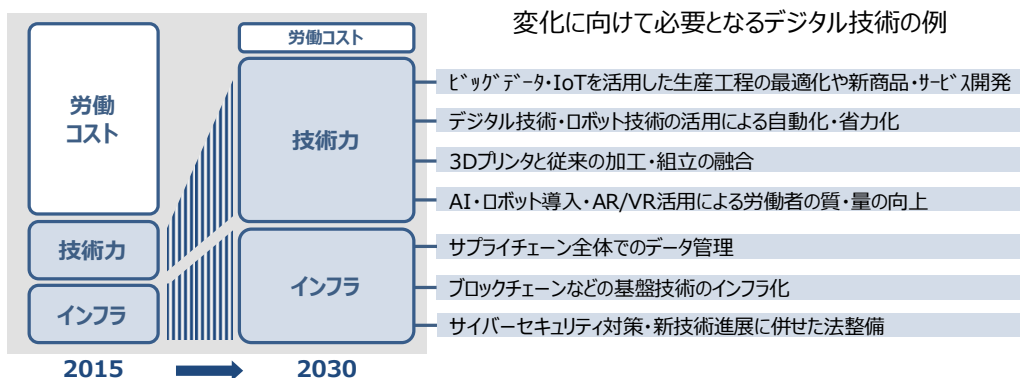 変化に向けて必要となるデジタル技術の例
労働
コスト
技術力
インフラ
2015
労働コスト
技術力
インフラ
2030
ﾋﾞｯｸﾞﾃﾞｰﾀ・IoTを活用した生産工程の最適化や新商品・ｻｰﾋﾞｽ開発
デジタル技術・ロボット技術の活用による自動化・省力化
3Dプリンタと従来の加工・組立の融合
AI・ロボット導入・AR/VR活用による労働者の質・量の向上
サプライチェーン全体でのデータ管理
ブロックチェーンなどの基盤技術のインフラ化
サイバーセキュリティ対策・新技術進展に併せた法整備